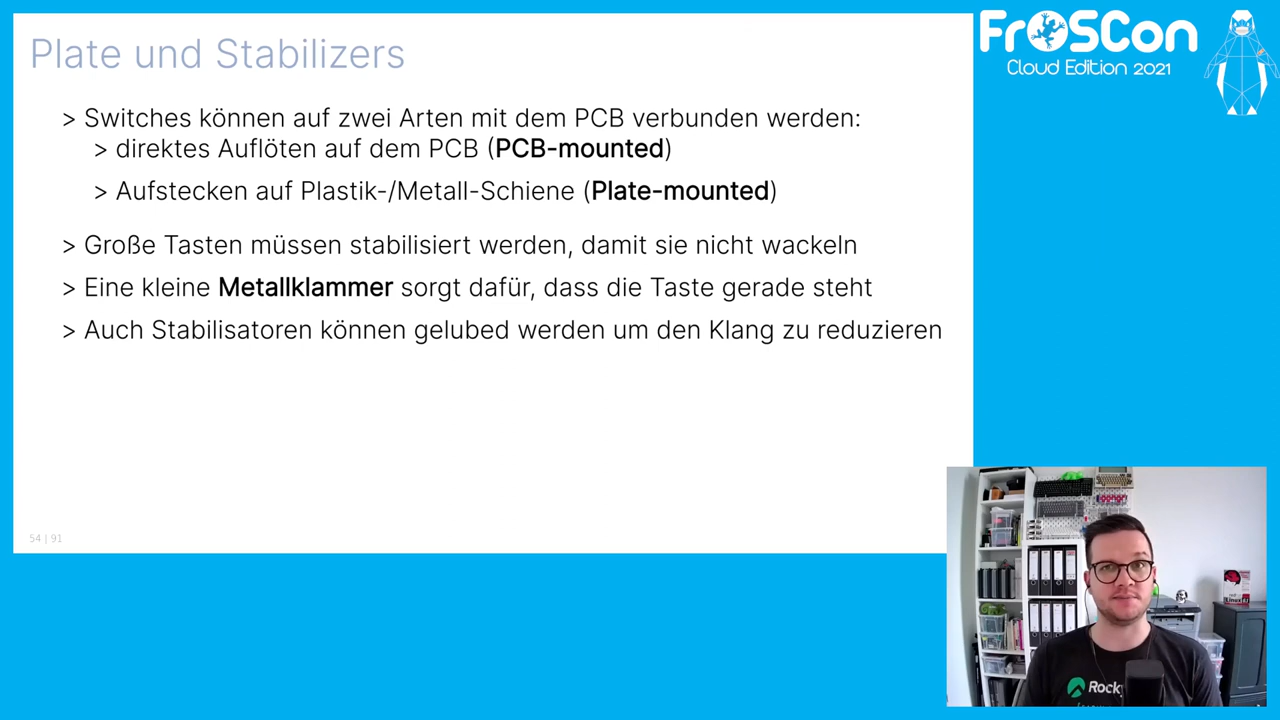 Plate und Stabilizers
> Switches können auf zwei Arten mit dem PCB verbunden werden:
> direktes Auflöten auf dem PCB (PCB-mounted)
> Aufstecken auf Plastik-/Metall-Schiene (Plate-mounted)
> Große Tasten müssen stabilisiert werden, damit sie nicht wackeln
> Eine kleine Metallklammer sorgt dafür, dass die Taste gerade steht
> Auch Stabilisatoren können gelubed werden um den Klang zu reduzieren
54 | 91
FrOSCon
Cloud Edition 2021
Rocky